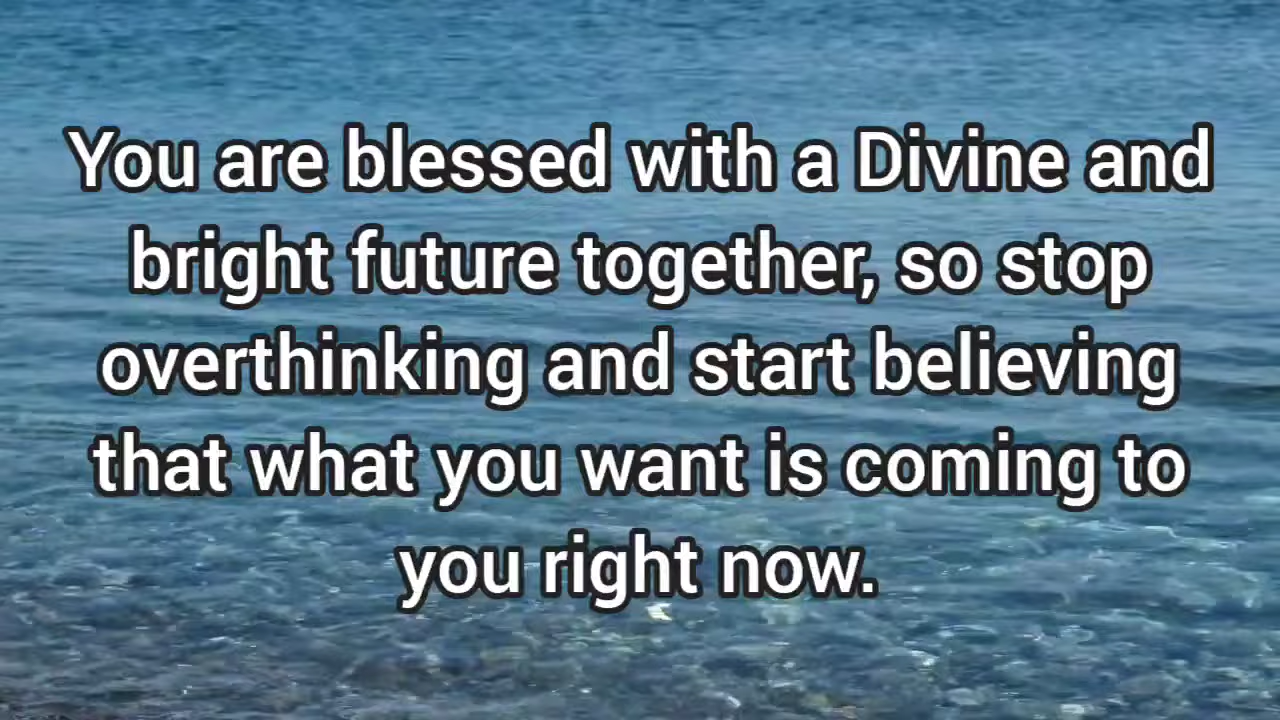 You are blessed with a Divine and
bright future together, so stop
overthinking and start believing
that what you want is coming to
you right now.